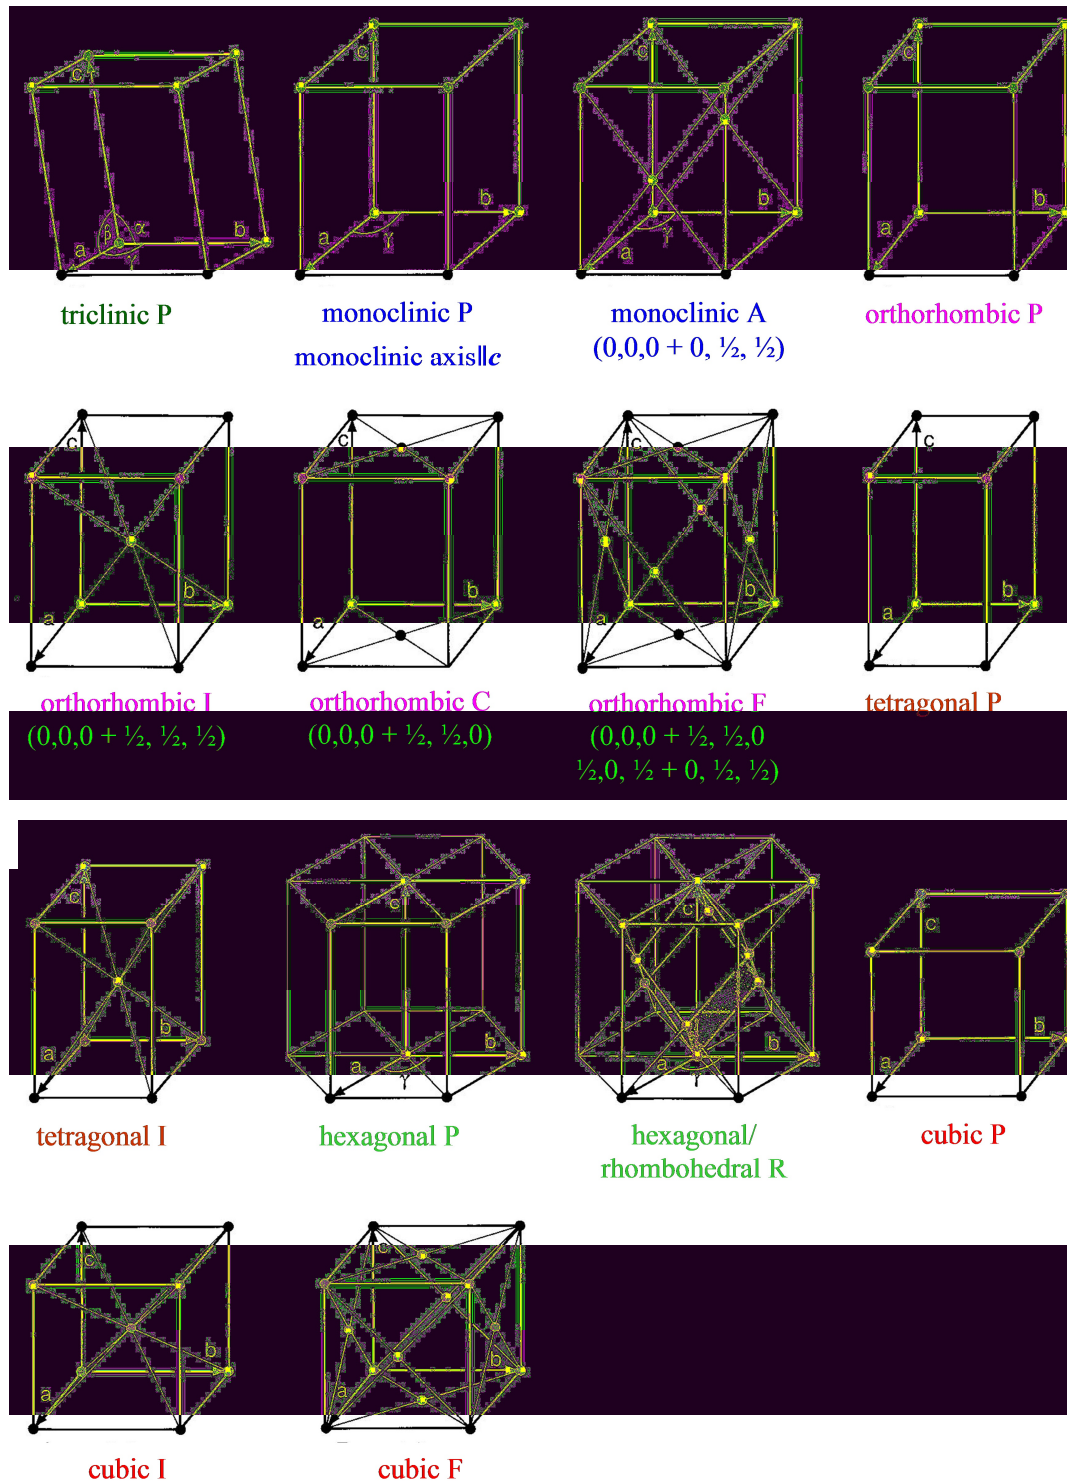 c
a
b
β
α
γ
triclinic P
c
a
b
γ
monoclinic P
monoclinic axis||c
c
a
b
γ
monoclinic A
(0,0,0 + 0, ½, ½)
c
a
b
orthorhombic P
c
a
b
orthorhombic I
(0,0,0 + ½, ½, ½)
c
a
b
orthorhombic C
(0,0,0 + ½, ½,0)
c
a
b
orthorhombic F
(0,0,0 + ½, ½,0
½,0, ½ + 0, ½, ½)
c
a
b
tetragonal P
c
a
b
tetragonal I
c
a
b
γ
hexagonal P
c
a
b
γ
hexagonal/
rhombohedral R
c
a
b
cubic P
c
a
b
cubic I
c
a
b
cubic F